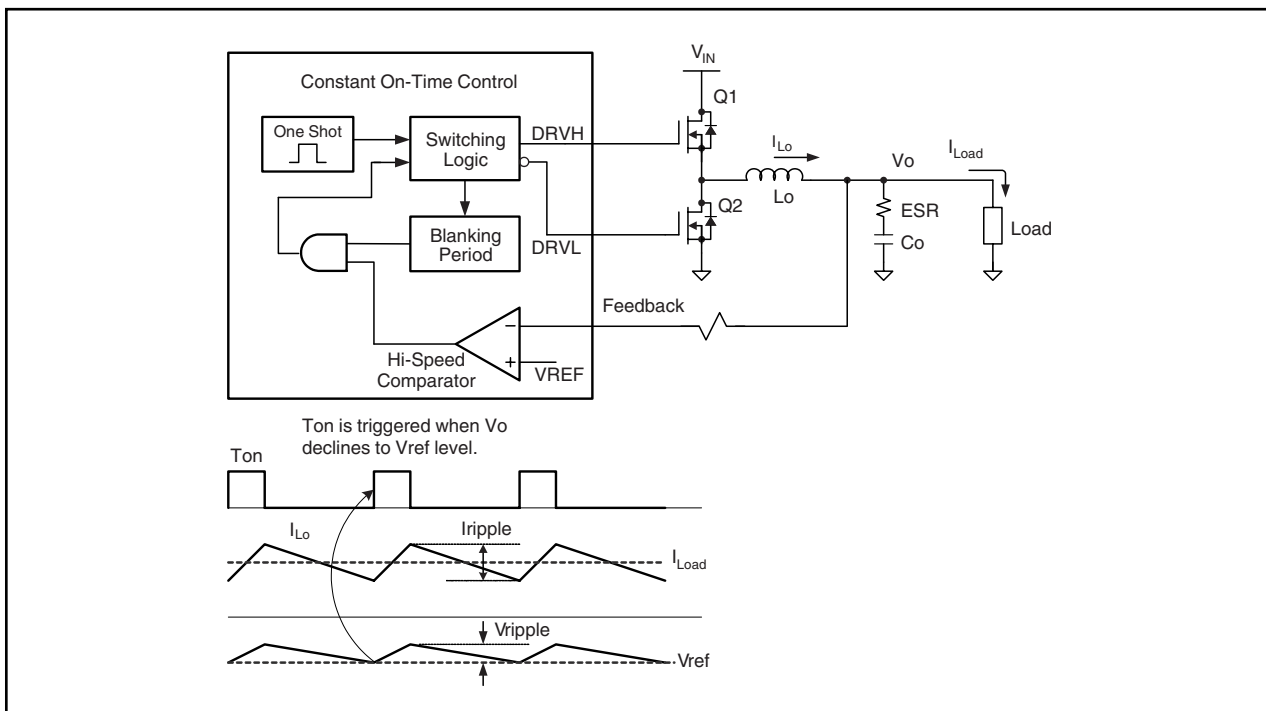 Constant On-Time Control
One Shot
Switching
Logic
DRVH
DRVL
Blanking
Period
Hi-Speed
Comparator
−
+
VREF
Feedback
V_IN
Q1
Q2
I_Lo
Lo
Vo
I_Load
ESR
Co
Load
Ton is triggered when Vo
declines to Vref level.
Ton
I_Lo
Iripple
I_Load
Vripple
Vref